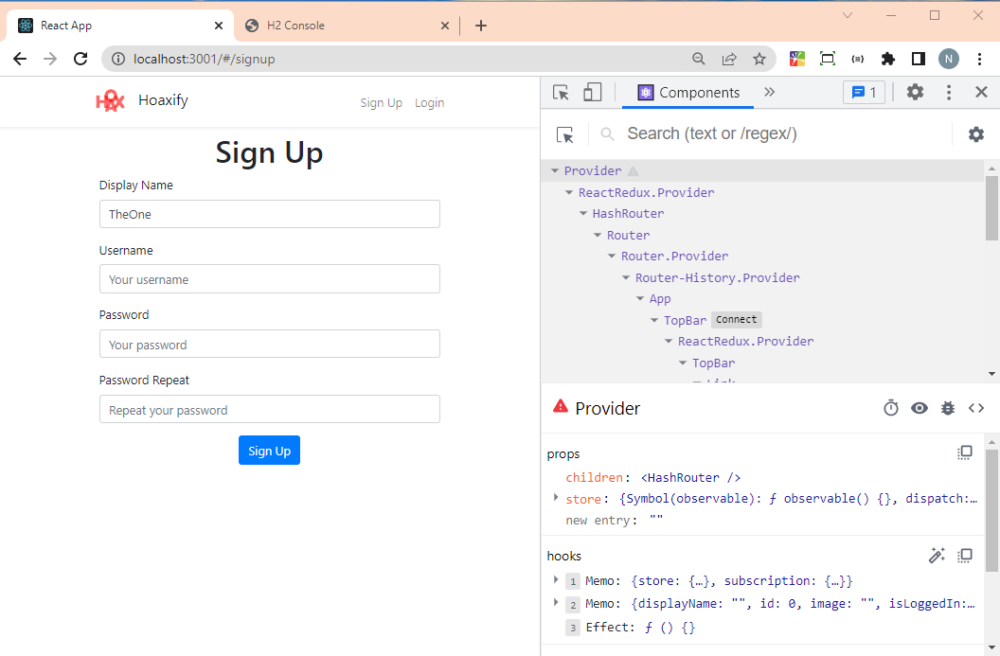 React App
H2 Console
localhost:3001/#/signup
N
HOX
Hoaxify
Sign Up
Login
Sign Up
Display Name
TheOne
Username
Your username
Password
Your password
Password Repeat
Repeat your password
Sign Up
Components
1
Search (text or /regex/)
Provider
ReactRedux.Provider
HashRouter
Router
Router.Provider
Router-History.Provider
App
TopBar Connect
ReactRedux.Provider
TopBar
Link
Provider
props
children: <HashRouter />
store: {Symbol(observable): ƒ observable() {}, dispatch:…
new entry: ""
hooks
1 Memo: {store: {…}, subscription: {…}}
2 Memo: {displayName: "", id: 0, image: "", isLoggedIn:…
3 Effect: ƒ () {}